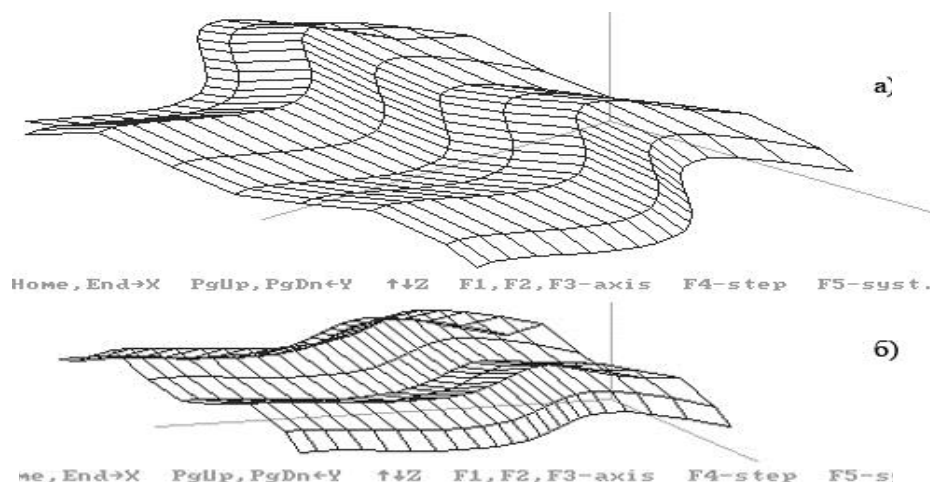 а)
Home,End→X PgUp,PgDn←Y ↑↓Z F1,F2,F3-axis F4-step F5-syst.
б)
me,End→X PgUp,PgDn←Y ↑↓Z F1,F2,F3-axis F4-step F5-s